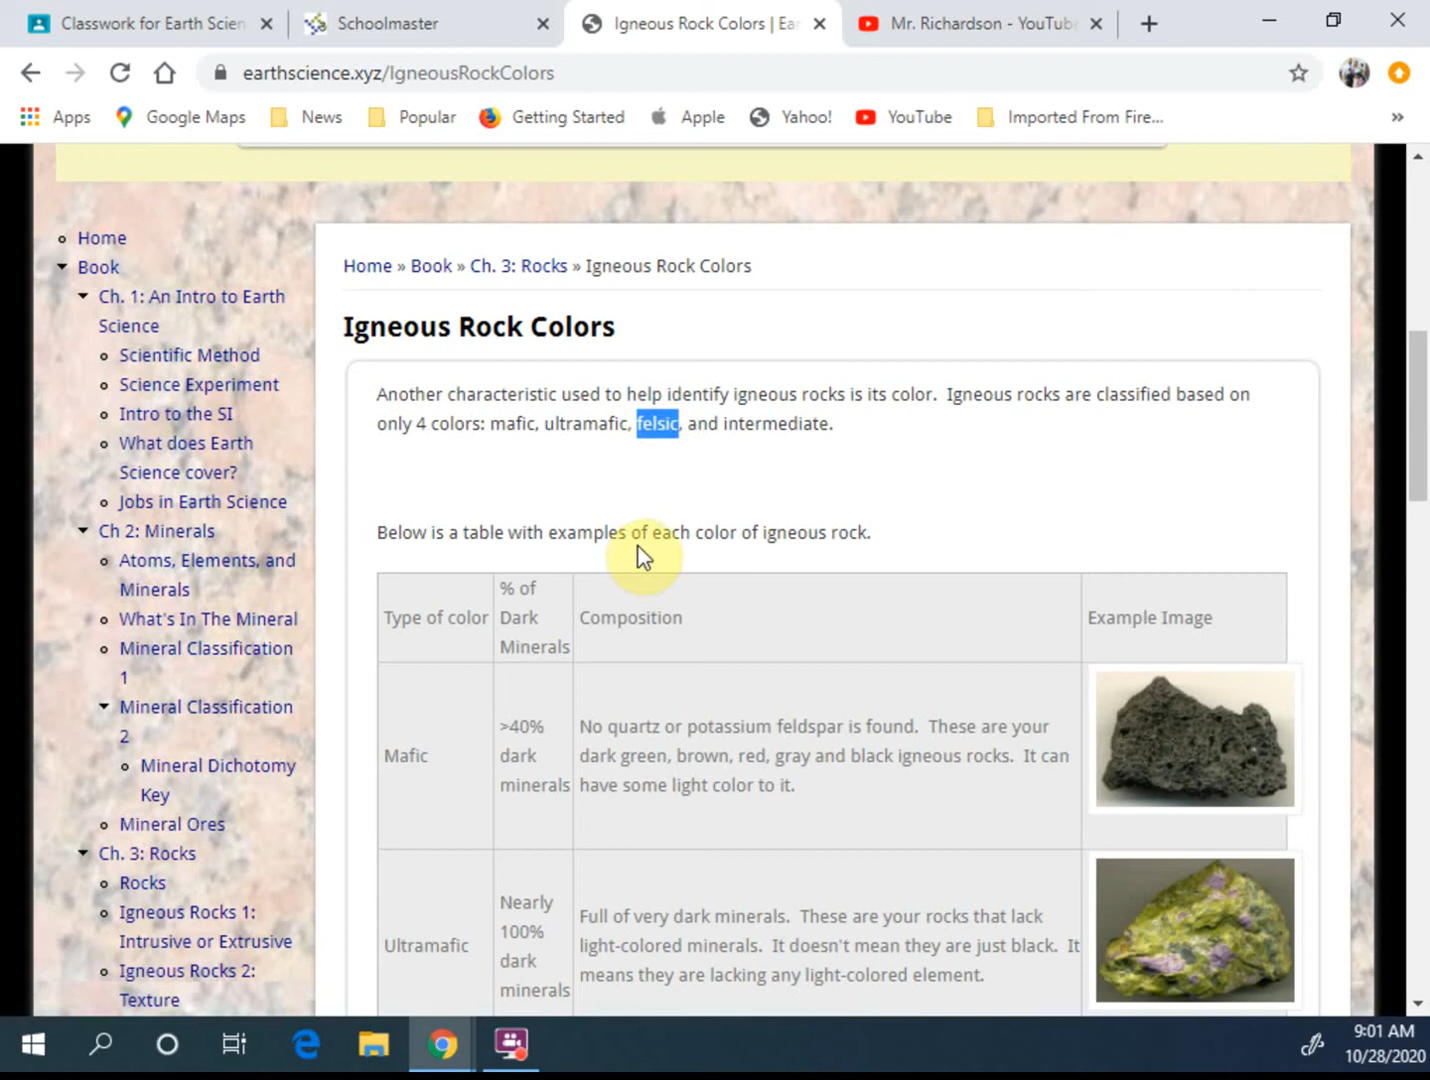 Classwork for Earth Scien
Schoolmaster
Igneous Rock Colors | Ea
Mr. Richardson - YouTub
earthscience.xyz/IgneousRockColors
Apps
Google Maps
News
Popular
Getting Started
Apple
Yahoo!
YouTube
Imported From Fire...
»
Home
Book
Ch. 1: An Intro to Earth
Science
Scientific Method
Science Experiment
Intro to the SI
What does Earth
Science cover?
Jobs in Earth Science
Ch 2: Minerals
Atoms, Elements, and
Minerals
What's In The Mineral
Mineral Classification
1
Mineral Classification
2
Mineral Dichotomy
Key
Mineral Ores
Ch. 3: Rocks
Rocks
Igneous Rocks 1:
Intrusive or Extrusive
Igneous Rocks 2:
Texture
Home » Book » Ch. 3: Rocks » Igneous Rock Colors
Igneous Rock Colors
Another characteristic used to help identify igneous rocks is its color. Igneous rocks are classified based on
only 4 colors: mafic, ultramafic, felsic, and intermediate.
Below is a table with examples of each color of igneous rock.
Type of color
% of
Dark
Minerals
Composition
Example Image
Mafic
>40%
dark
minerals
No quartz or potassium feldspar is found. These are your
dark green, brown, red, gray and black igneous rocks. It can
have some light color to it.
Ultramafic
Nearly
100%
dark
minerals
Full of very dark minerals. These are your rocks that lack
light-colored minerals. It doesn't mean they are just black. It
means they are lacking any light-colored element.
9:01 AM
10/28/2020